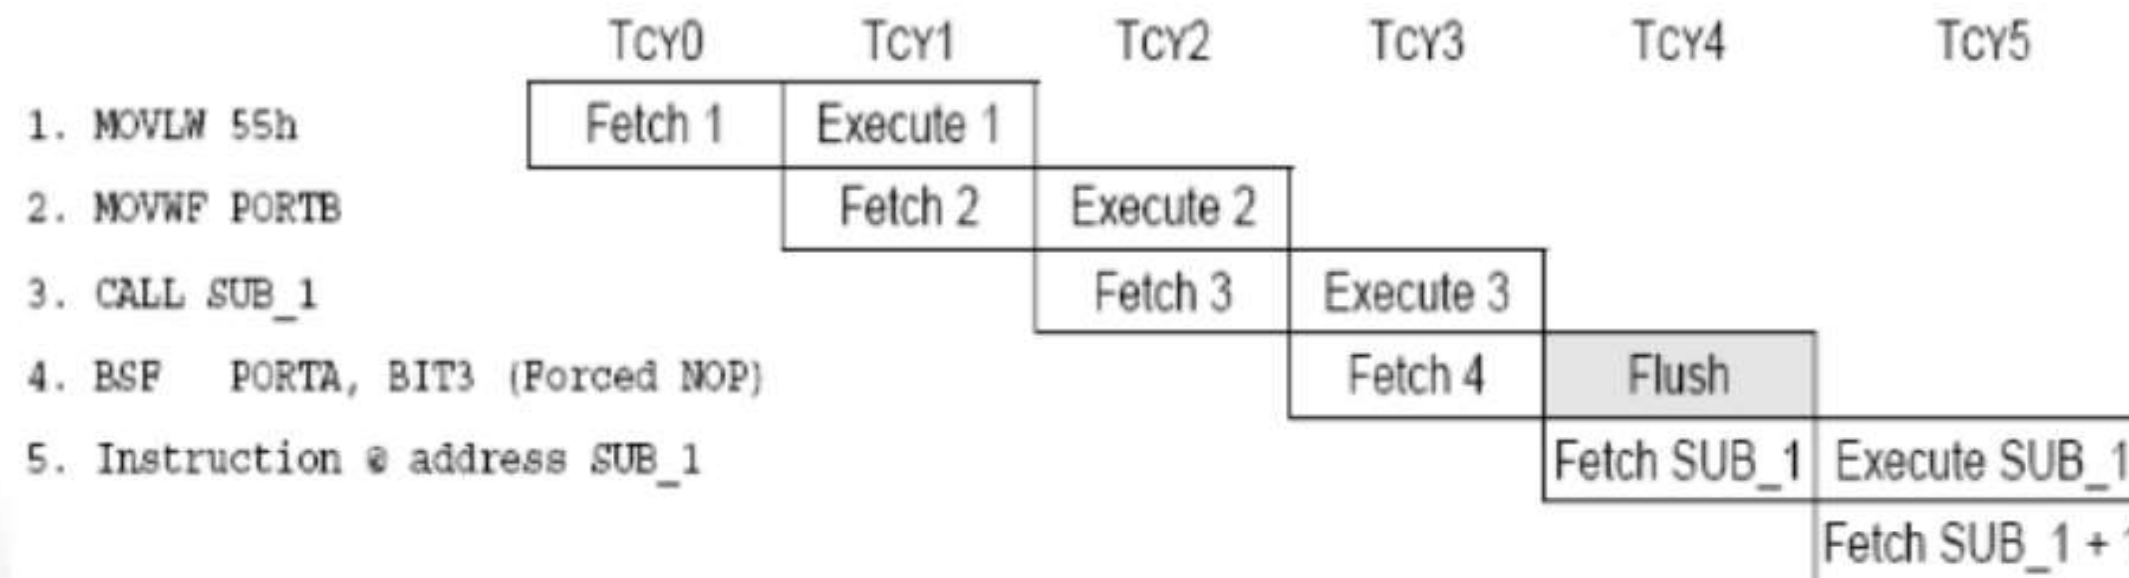 TCY0 TCY1 TCY2 TCY3 TCY4 TCY5
1. MOVLW 55h Fetch 1 Execute 1
2. MOVWF PORTB Fetch 2 Execute 2
3. CALL SUB_1 Fetch 3 Execute 3
4. BSF PORTA, BIT3 (Forced NOP) Fetch 4 Flush
5. Instruction @ address SUB_1 Fetch SUB_1 Execute SUB_1
Fetch SUB_1 +